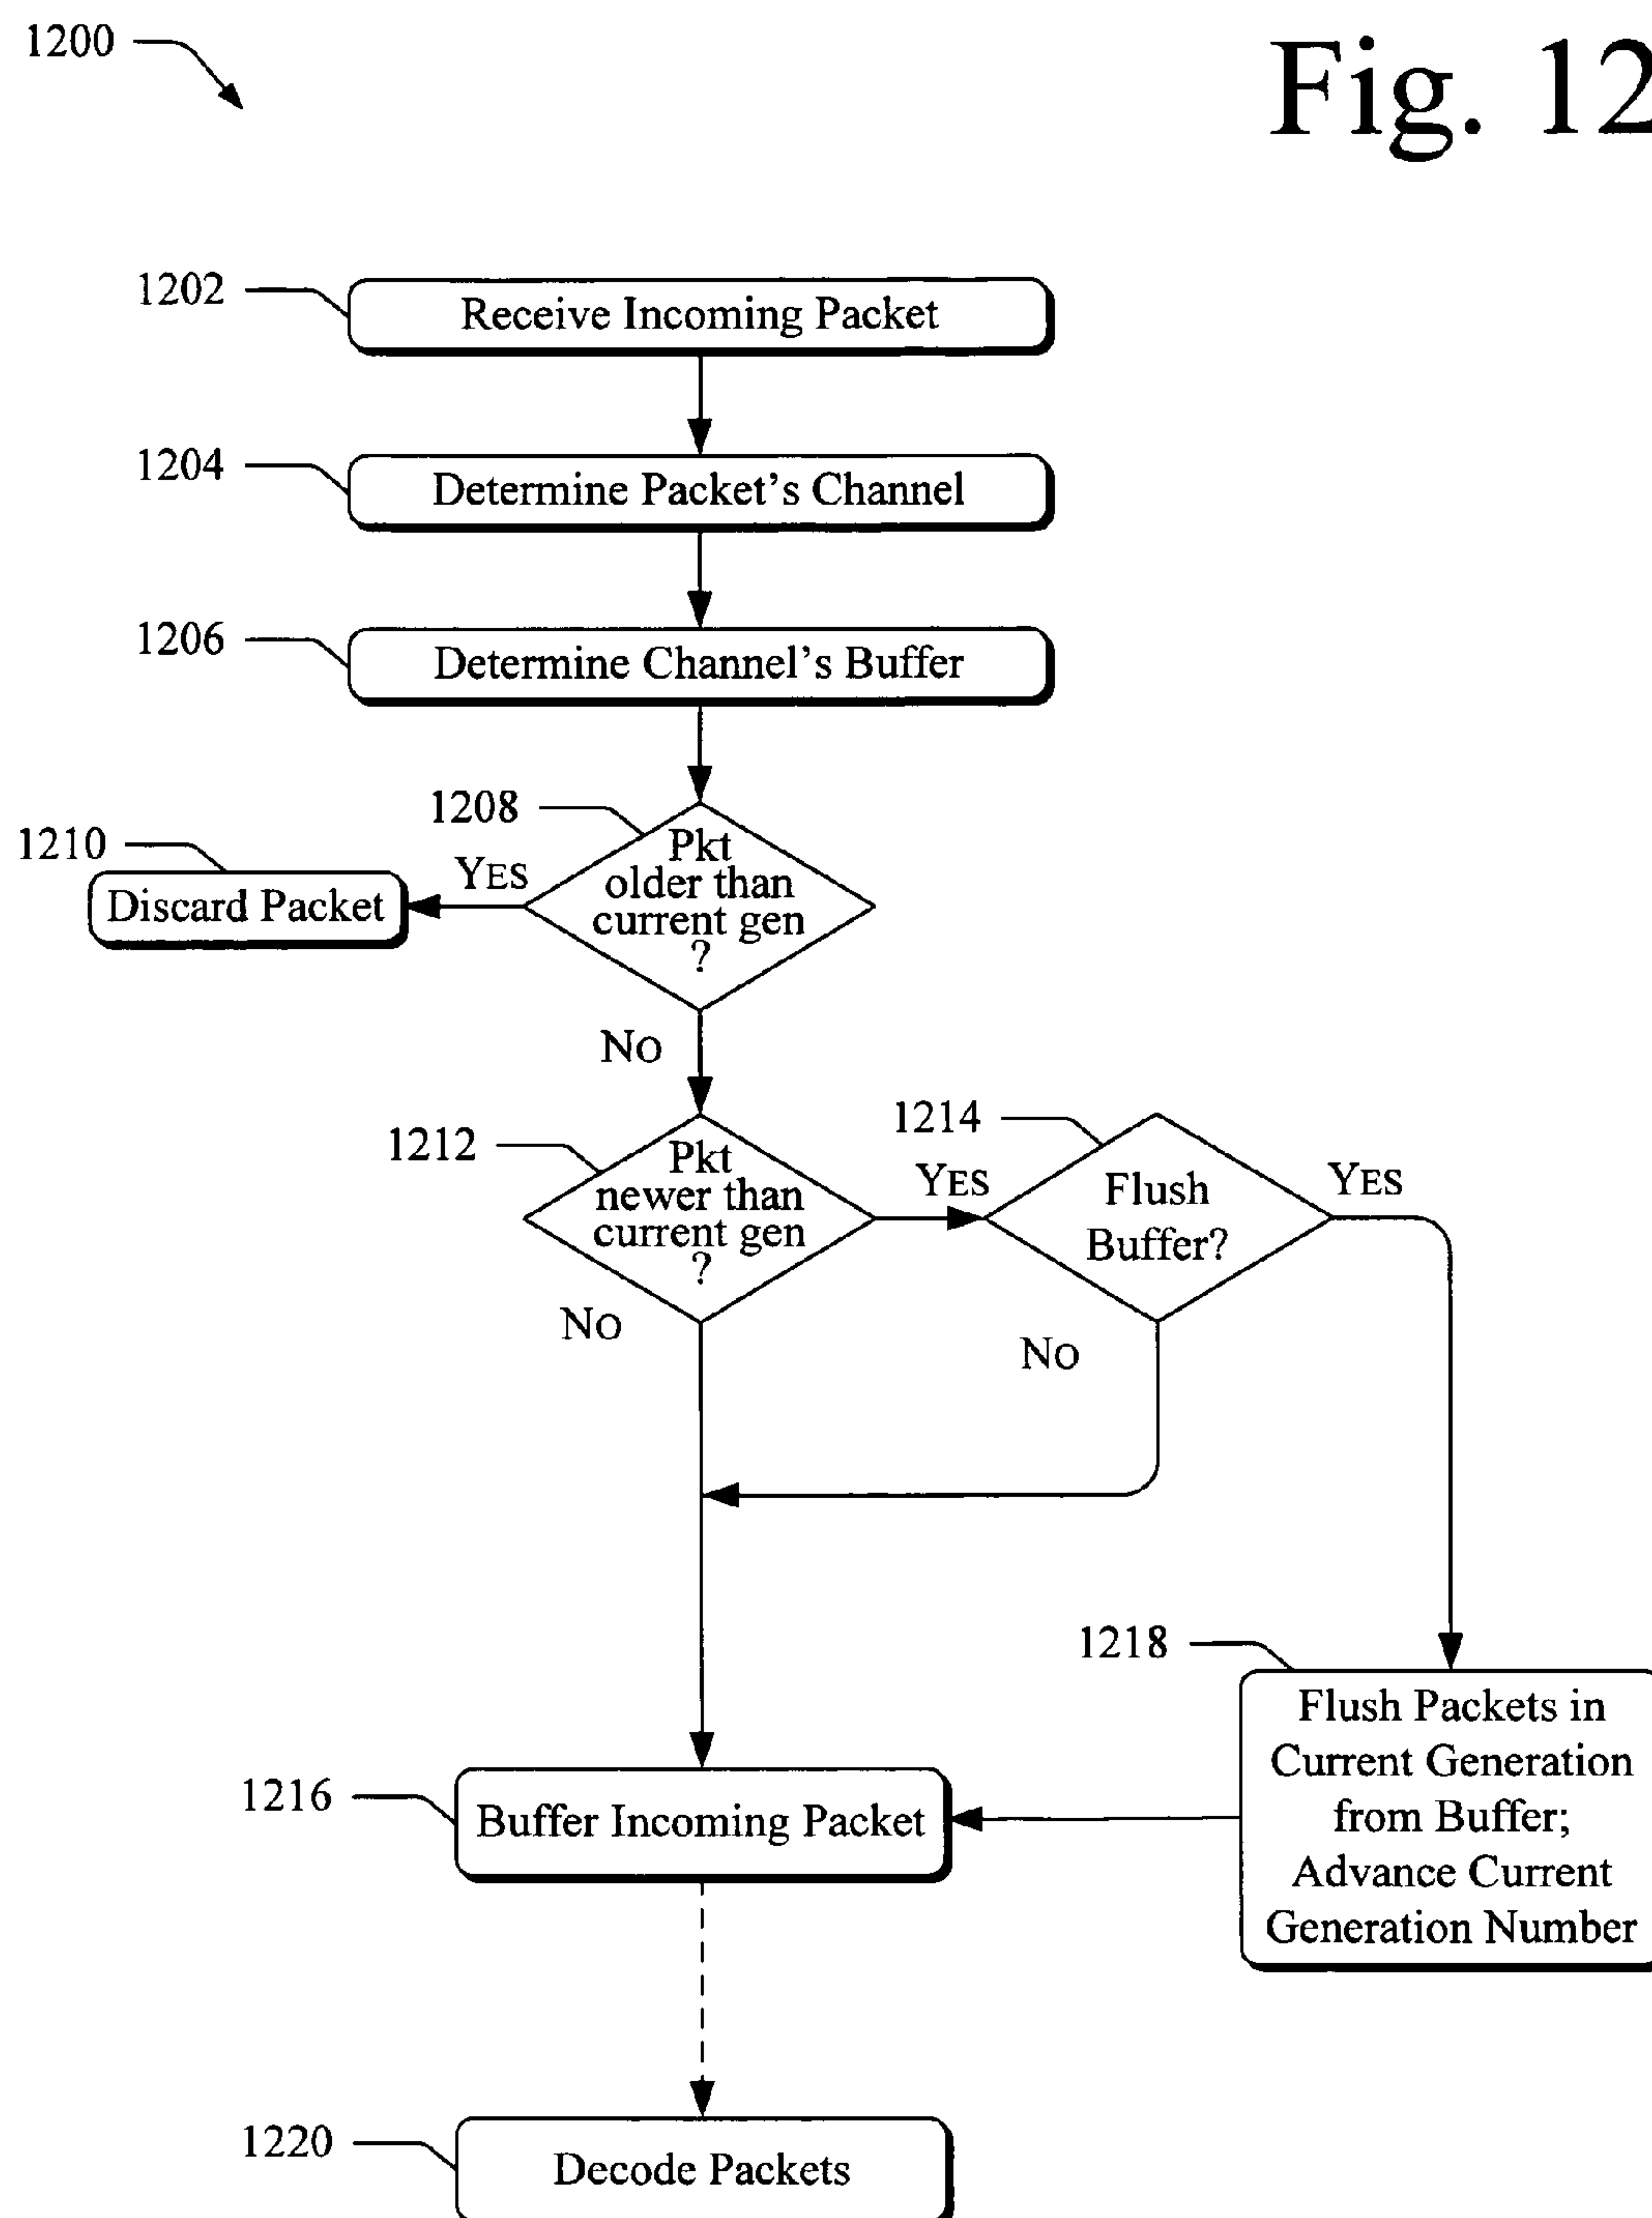 1200
Fig. 12
1202
Receive Incoming Packet
1204
Determine Packet's Channel
1206
Determine Channel's Buffer
1208
Pkt
older than
current gen
?
YES
1210
Discard Packet
NO
1212
Pkt
newer than
current gen
?
YES
1214
Flush
Buffer?
YES
NO
NO
1218
Flush Packets in
Current Generation
from Buffer;
Advance Current
Generation Number
1216
Buffer Incoming Packet
1220
Decode Packets